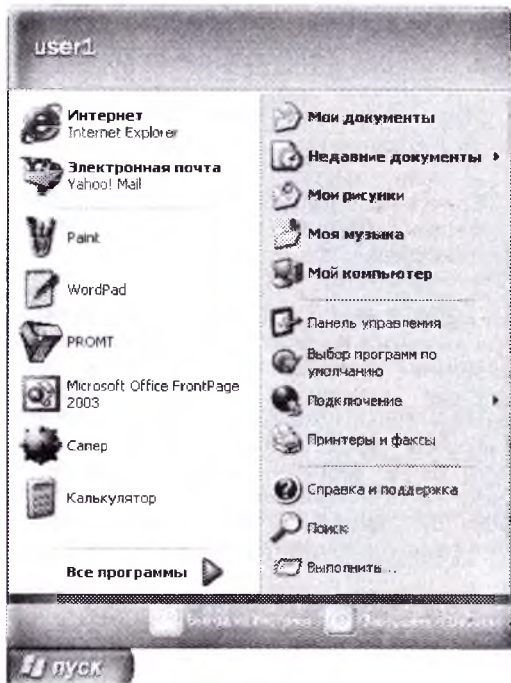 user1
Интернет
Internet Explorer
Электронная почта
Yahoo! Mail
Paint
WordPad
PROMT
Microsoft Office FrontPage
2003
Сапер
Калькулятор
Все программы
Мои документы
Недавние документы
Мои рисунки
Моя музыка
Мой компьютер
Панель управления
Выбор программ по
умолчанию
Подключение
Принтеры и факсы
Справка и поддержка
Поиск
Выполнить...
пуск